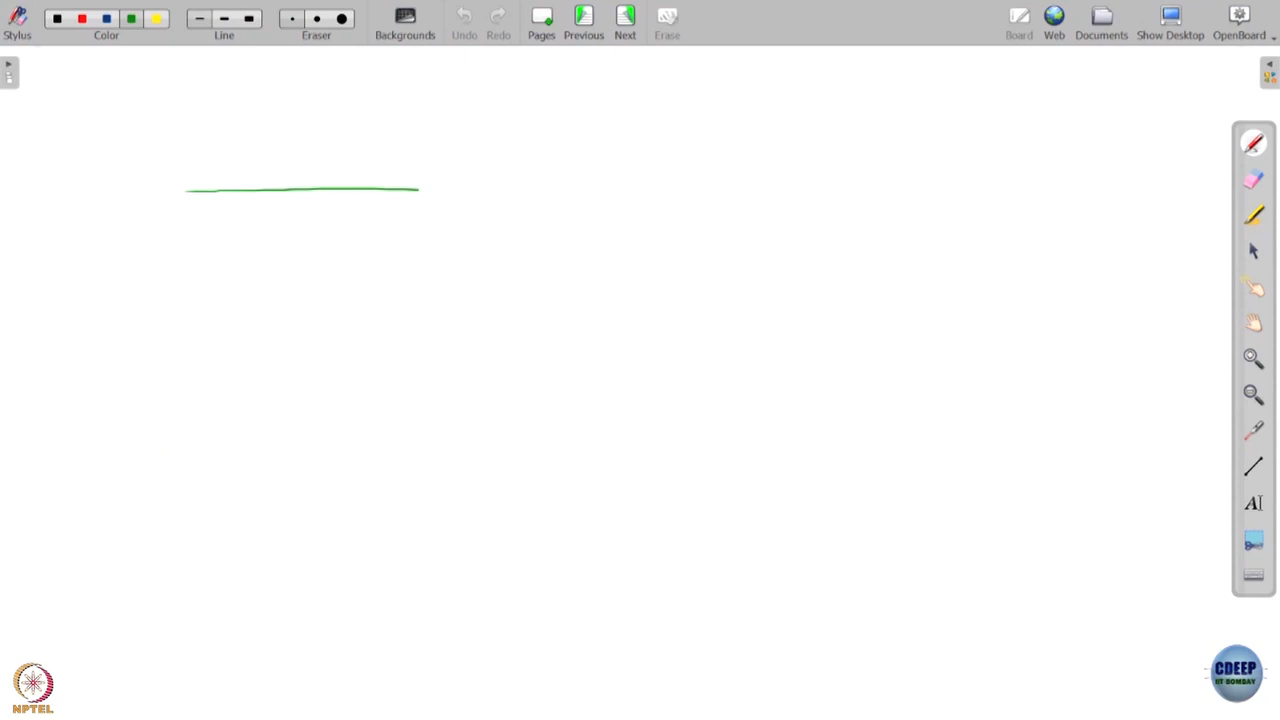 Stylus
Color
Line
Eraser
Backgrounds
Undo
Redo
Pages
Previous
Next
Erase
Board
Web
Documents
Show Desktop
OpenBoard
A
NPTEL
CDEEP
IIT BOMBAY